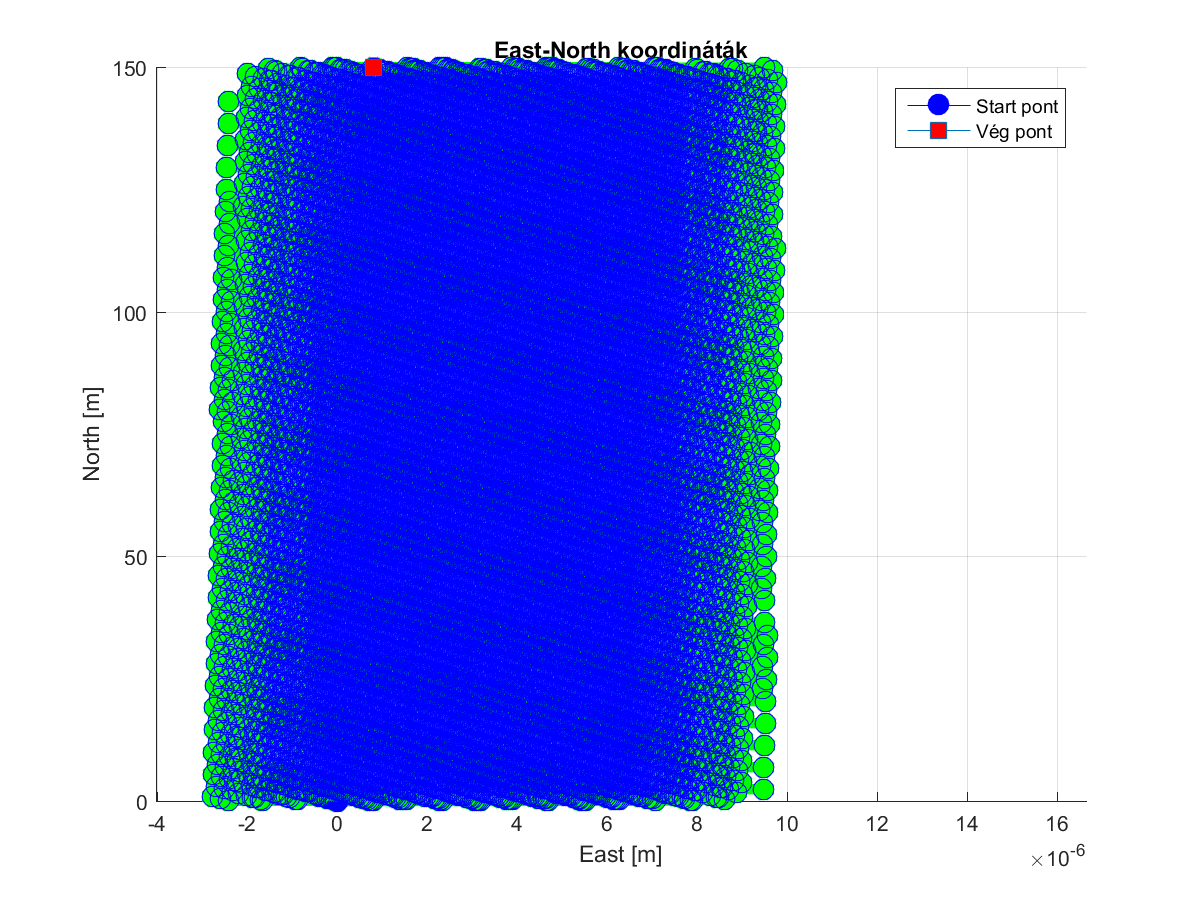 East-North koordináták
150
100
50
0
North [m]
Start pont
Vég pont
-4 -2 0 2 4 6 8 10 12 14 16
East [m]
×10-6